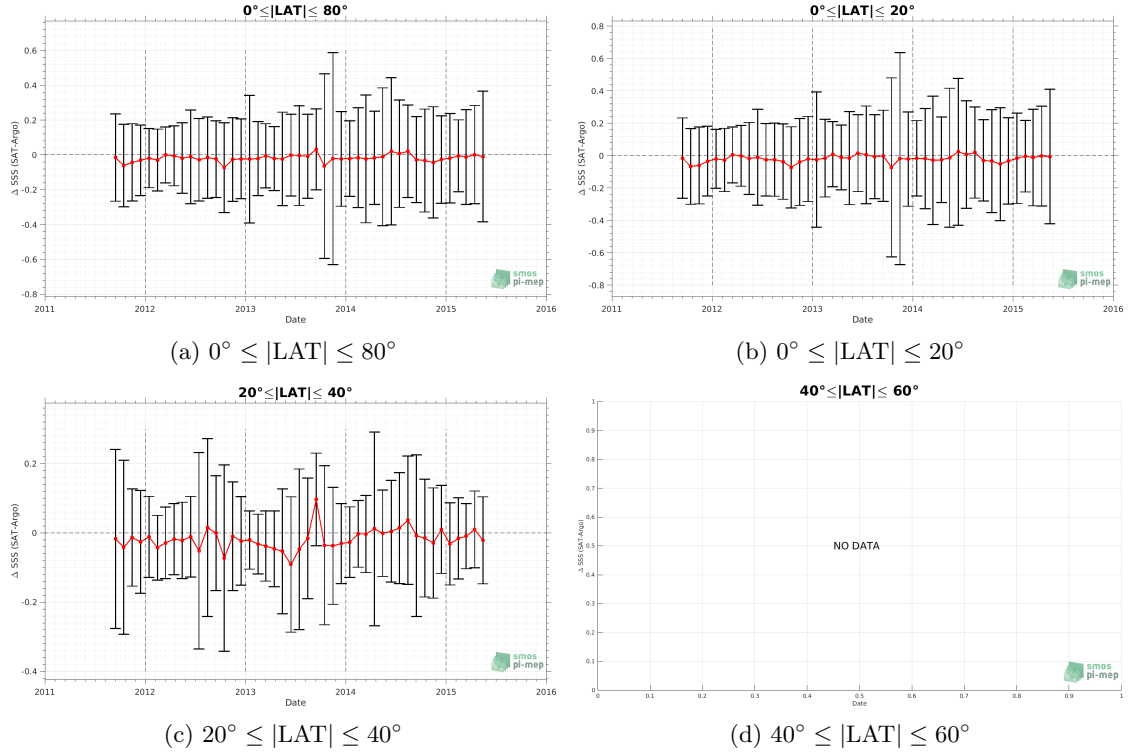 0°≤|LAT|≤ 80°
0.6
0.4
0.2
0
-0.2
-0.4
-0.6
-0.8
Δ SSS (SAT-Argo)
2011 2012 2013 2014 2015 2016
Date
smos
pi-mep
(a) 0° ≤ |LAT| ≤ 80°
0°≤|LAT|≤ 20°
0.8
0.6
0.4
0.2
0
-0.2
-0.4
-0.6
-0.8
Δ SSS (SAT-Argo)
2011 2012 2013 2014 2015 2016
Date
smos
pi-mep
(b) 0° ≤ |LAT| ≤ 20°
20°≤|LAT|≤ 40°
0.2
0
-0.2
-0.4
Δ SSS (SAT-Argo)
2011 2012 2013 2014 2015 2016
Date
smos
pi-mep
(c) 20° ≤ |LAT| ≤ 40°
40°≤|LAT|≤ 60°
1
0.9
0.8
0.7
0.6
0.5
0.4
0.3
0.2
0.1
0
Δ SSS (SAT-Argo)
NO DATA
0 0.1 0.2 0.3 0.4 0.5 0.6 0.7 0.8 0.9 1
Date
smos
pi-mep
(d) 40° ≤ |LAT| ≤ 60°